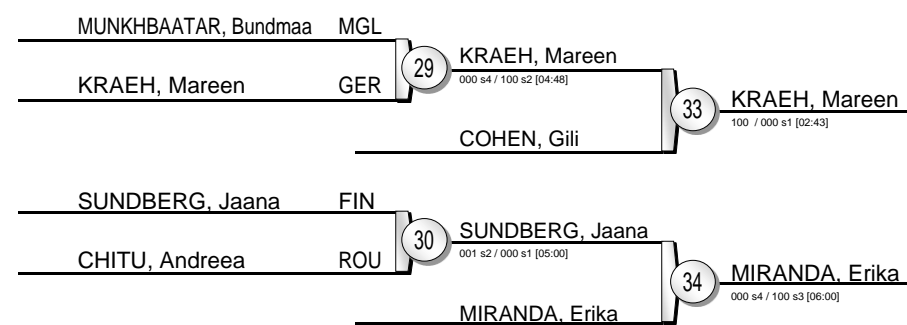 MUNKHBAATAR, Bundmaa MGL
KRAEH, Mareen GER
29
KRAEH, Mareen
000 s4 / 100 s2 [04:48]
COHEN, Gili
33
KRAEH, Mareen
100 / 000 s1 [02:43]
SUNDBERG, Jaana FIN
CHITU, Andreea ROU
30
SUNDBERG, Jaana
001 s2 / 000 s1 [05:00]
MIRANDA, Erika
34
MIRANDA, Erika
000 s4 / 100 s3 [06:00]